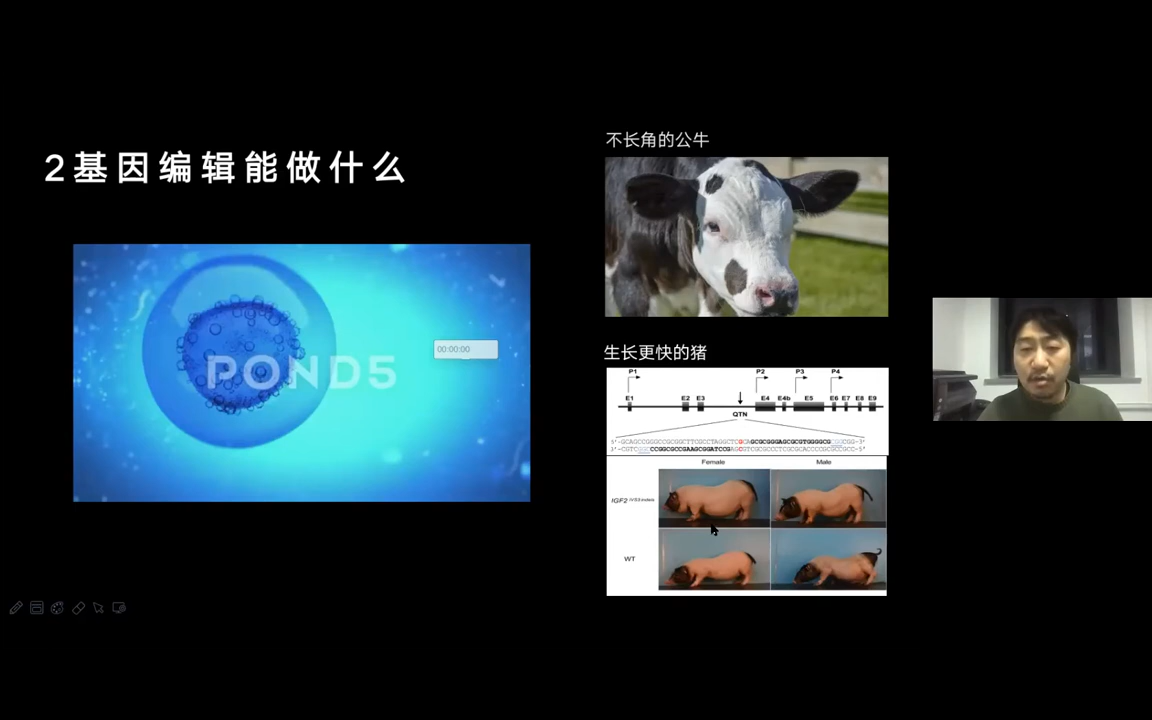 2基因编辑能做什么
POND5
00:00:00
不长角的公牛
生长更快的猪
P1 P2 P3 P4
E1 E2 E3 E4 E4b E5 E6 E7 E8 E9
QTN
Female Male
IGF2
WT